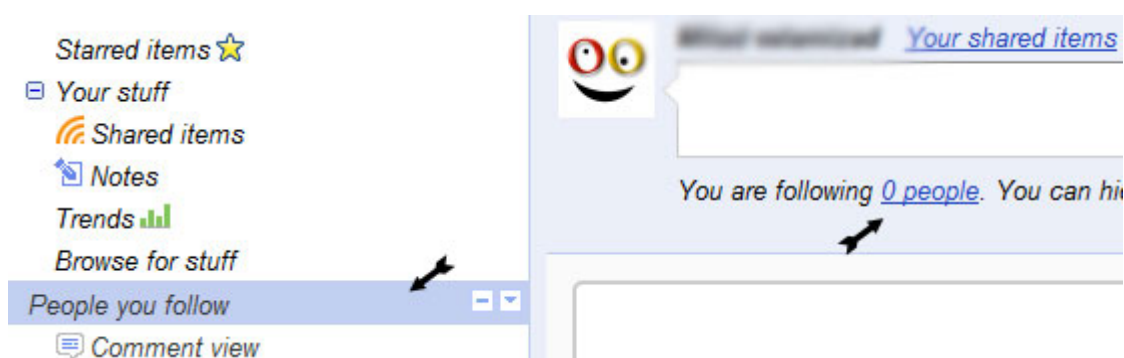 Starred items
Your stuff
Shared items
Notes
Trends
Browse for stuff
People you follow
Comment view
Your shared items
You are following 0 people. You can